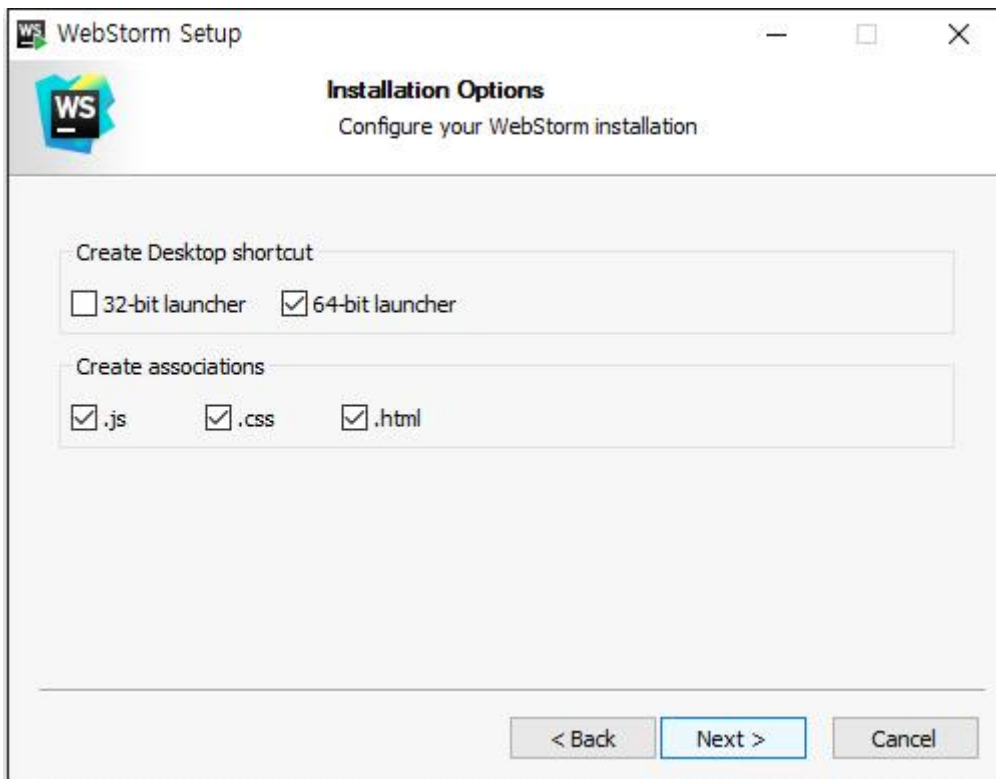 WebStorm Setup
WS
Installation Options
Configure your WebStorm installation
Create Desktop shortcut
32-bit launcher 64-bit launcher
Create associations
.js .css .html
< Back Next > Cancel